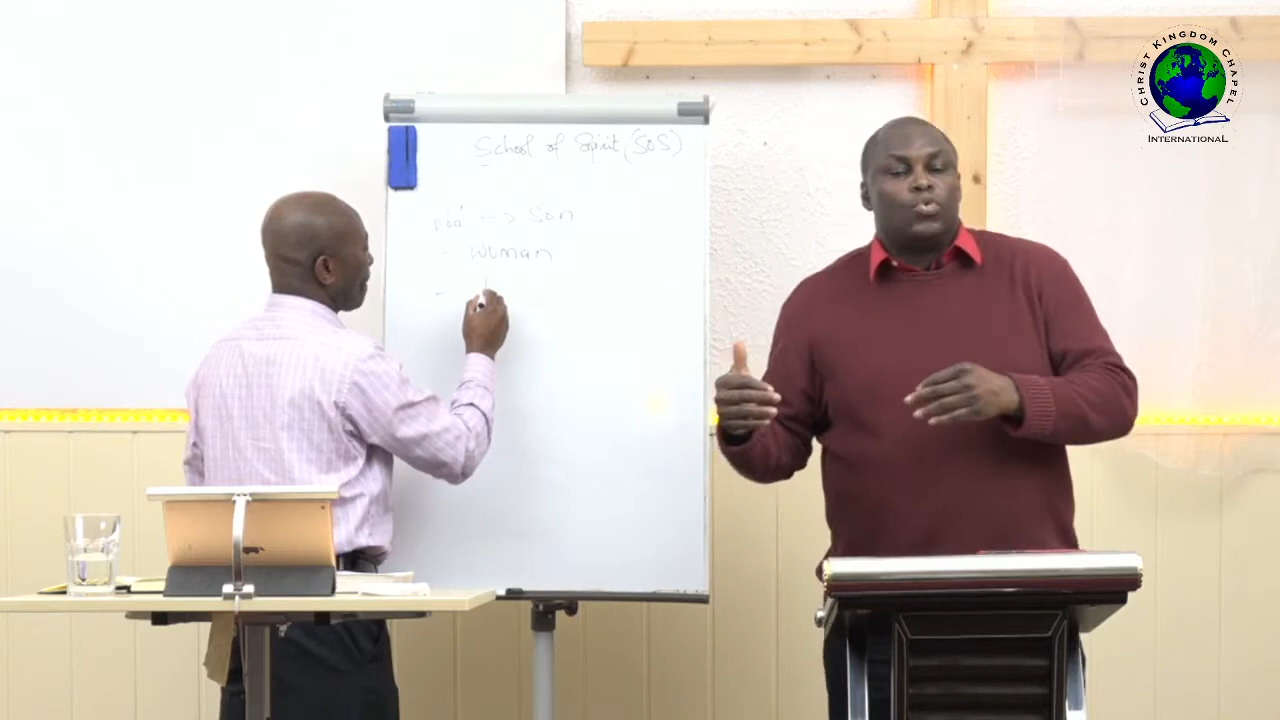 School of Spirit (SOS)
--> Son
- Woman
-
CHRIST KINGDOM CHAPEL
INTERNATIONAL